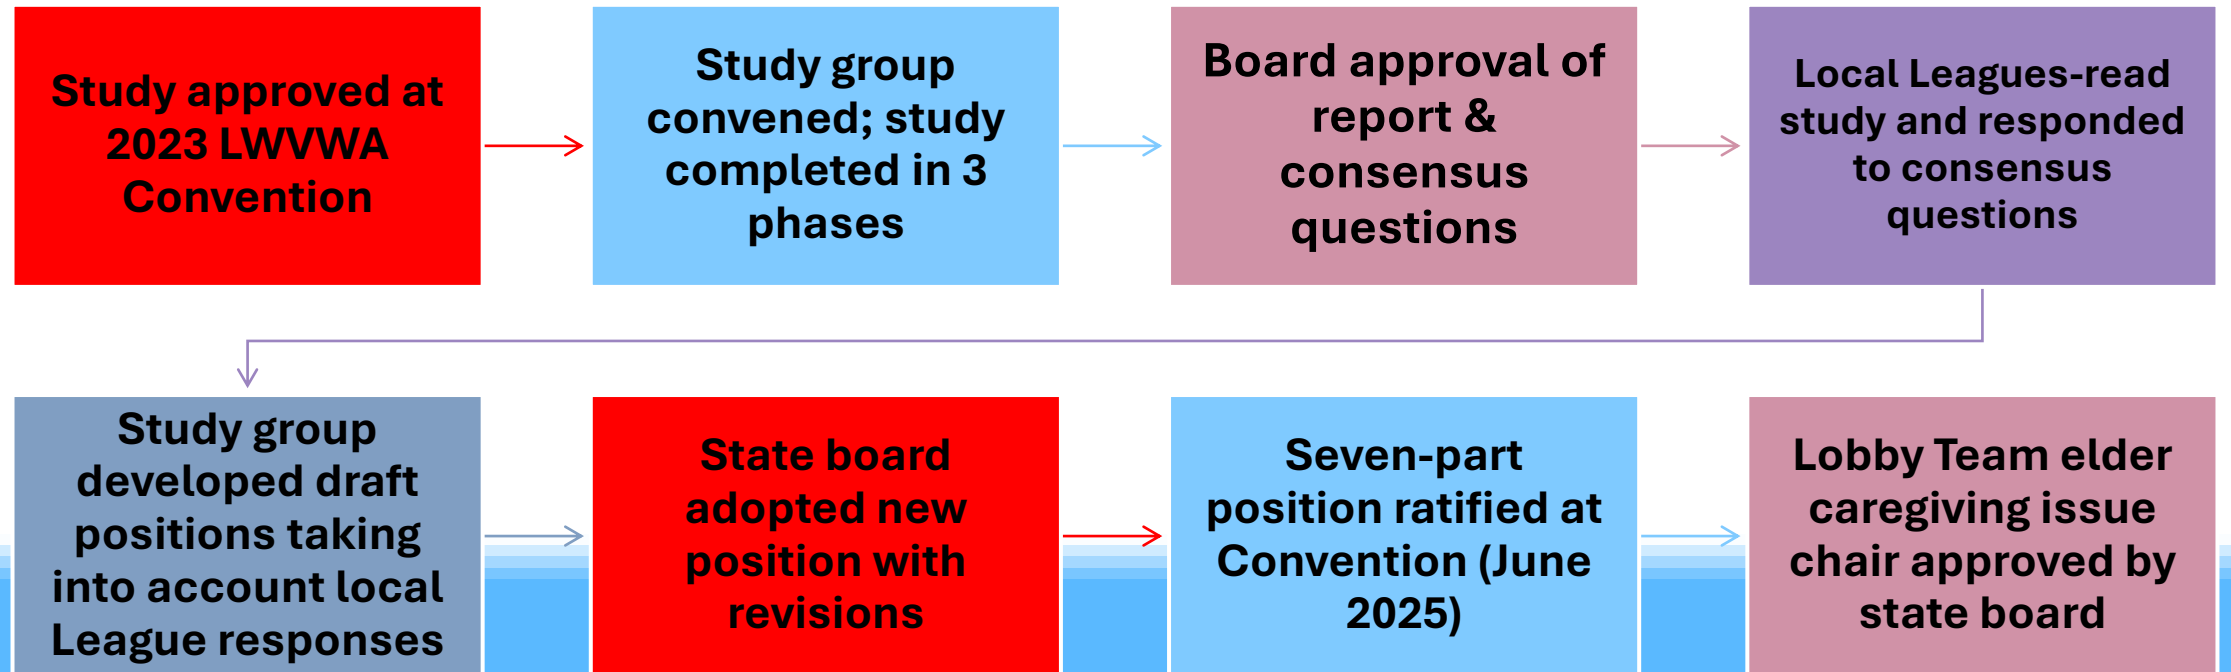 Study approved at
2023 LWVWA
Convention
Study group
convened; study
completed in 3
phases
Board approval of
report &
consensus
questions
Local Leagues-read
study and responded
to consensus
questions
Study group
developed draft
positions taking
into account local
League responses
State board
adopted new
position with
revisions
Seven-part
position ratified at
Convention (June
2025)
Lobby Team elder
caregiving issue
chair approved by
state board